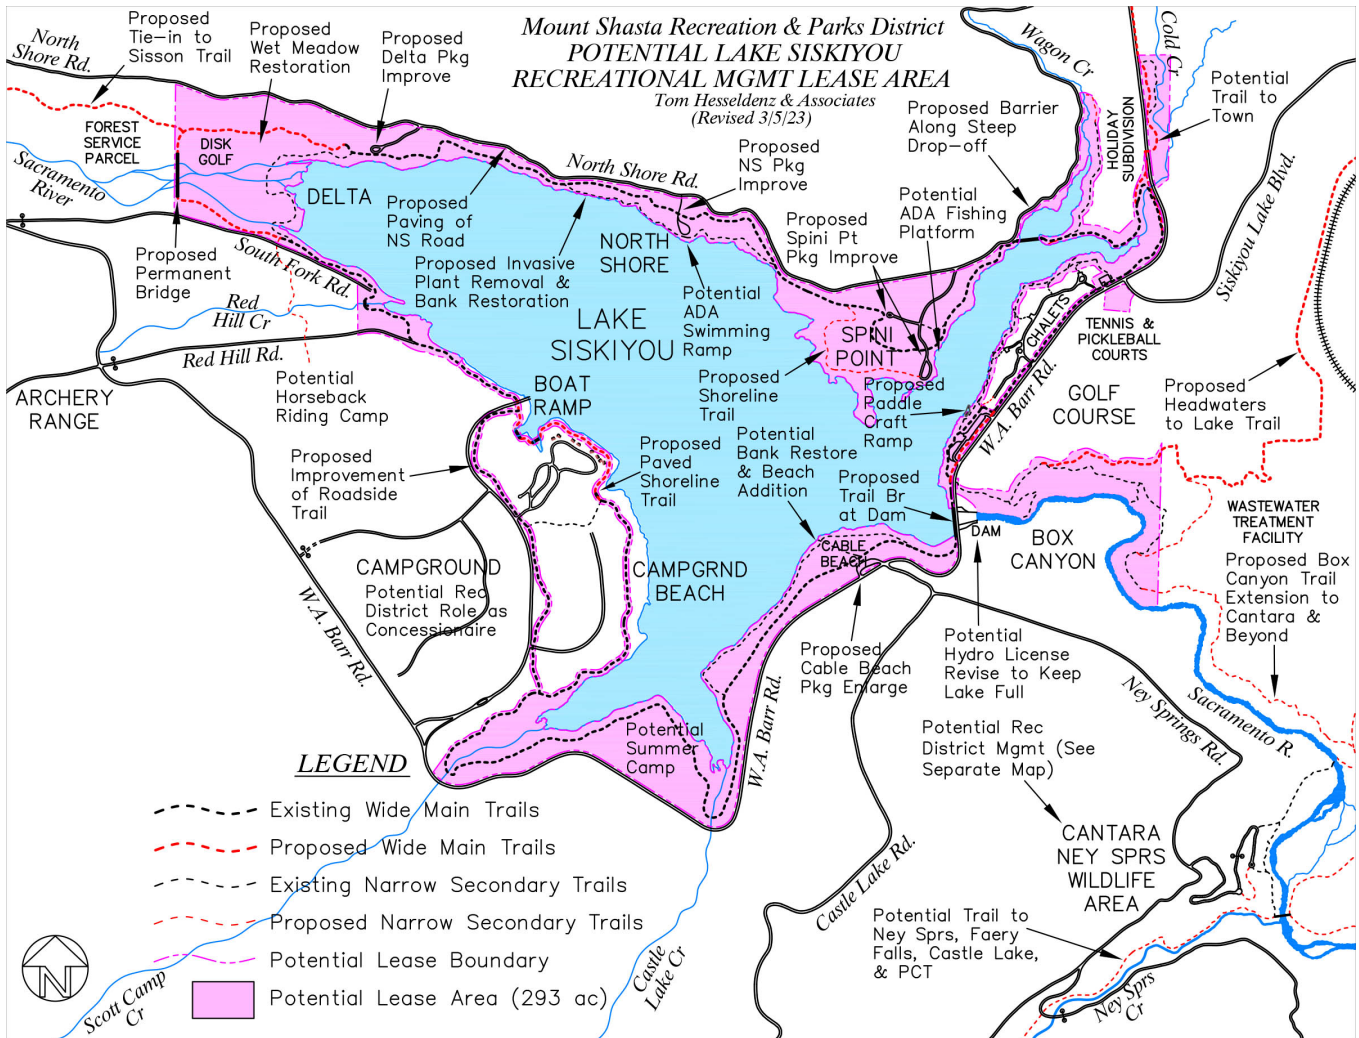 Mount Shasta Recreation & Parks District
POTENTIAL LAKE SISKIYOU
RECREATIONAL MGMT LEASE AREA
Tom Hesseldenz & Associates
(Revised 3/5/23)
North
Shore Rd.
Proposed
Tie-in to
Sisson Trail
Proposed
Wet Meadow
Restoration
Proposed
Delta Pkg
Improve
Wagon Cr
Cold Cr
Potential
Trail to
Town
HOLIDAY
SUBDIVISION
Proposed Barrier
Along Steep
Drop-off
Siskiyou Lake Blvd.
FOREST
SERVICE
PARCEL
DISK
GOLF
Sacramento
River
DELTA
Proposed
Paving of
NS Road
North Shore Rd.
Proposed
NS Pkg
Improve
Potential
ADA Fishing
Platform
Proposed
Spini Pt
Pkg Improve
Proposed
Permanent
Bridge
South Fork Rd.
Proposed Invasive
Plant Removal &
Bank Restoration
NORTH
SHORE
Potential
ADA
Swimming
Ramp
Red
Hill Cr
Red Hill Rd.
LAKE
SISKIYOU
SPINI
POINT
CHALETS
TENNIS &
PICKLEBALL
COURTS
ARCHERY
RANGE
Potential
Horseback
Riding Camp
BOAT
RAMP
Proposed
Shoreline
Trail
Proposed
Paddle
Craft
Ramp
W.A. Barr Rd.
GOLF
COURSE
Proposed
Headwaters
to Lake Trail
Proposed
Improvement
of Roadside
Trail
Proposed
Paved
Shoreline
Trail
Potential
Bank Restore
& Beach
Addition
Proposed
Trail Br
at Dam
DAM
BOX
CANYON
WASTEWATER
TREATMENT
FACILITY
Proposed Box
Canyon Trail
Extension to
Cantara &
Beyond
CABLE
BEACH
CAMPGROUND
Potential Rec
District Role as
Concessionaire
CAMPGRND
BEACH
W.A. Barr Rd.
Proposed
Cable Beach
Pkg Enlarge
Potential
Hydro License
Revise to Keep
Lake Full
Ney Springs Rd.
Sacramento R.
W.A. Barr Rd.
Potential
Summer
Camp
Potential Rec
District Mgmt (See
Separate Map)
CANTARA
NEY SPRS
WILDLIFE
AREA
Castle Lake Rd.
Potential Trail to
Ney Sprs, Faery
Falls, Castle Lake,
& PCT
Ney Sprs
Cr
Castle
Lake Cr
Scott Camp
Cr
LEGEND
Existing Wide Main Trails
Proposed Wide Main Trails
Existing Narrow Secondary Trails
Proposed Narrow Secondary Trails
Potential Lease Boundary
Potential Lease Area (293 ac)
N